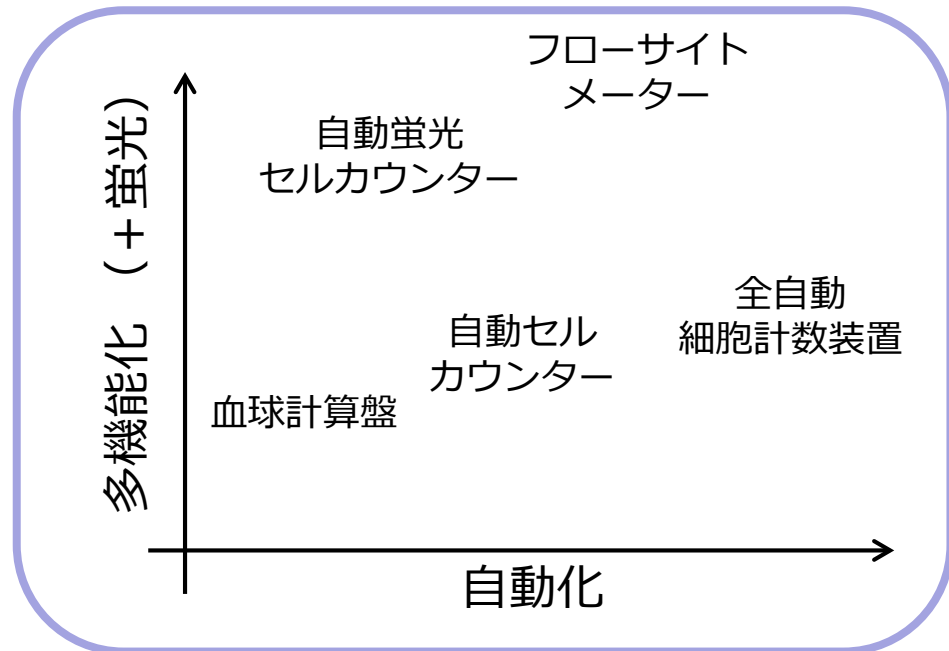 フローサイト
メーター
自動蛍光
セルカウンター
多機能化 （＋蛍光）
全自動
細胞計数装置
自動セル
カウンター
血球計算盤
自動化